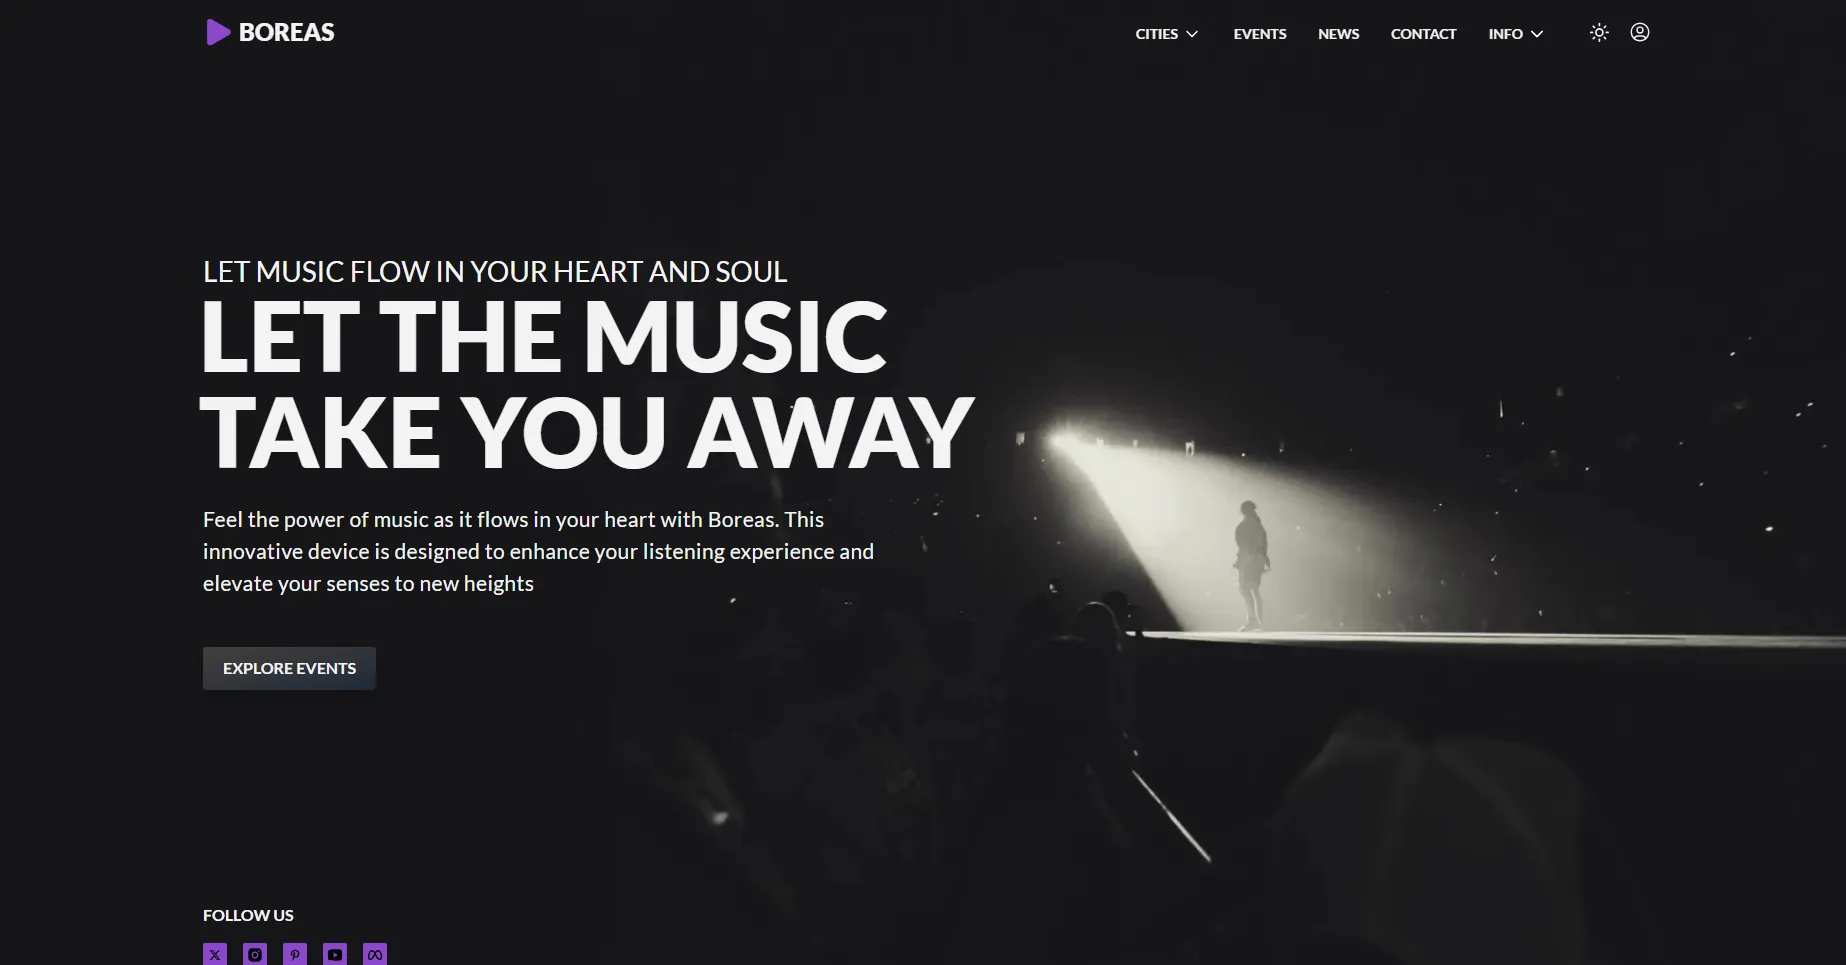 BOREAS
CITIES
EVENTS
NEWS
CONTACT
INFO
LET MUSIC FLOW IN YOUR HEART AND SOUL
LET THE MUSIC
TAKE YOU AWAY
Feel the power of music as it flows in your heart with Boreas. This
innovative device is designed to enhance your listening experience and
elevate your senses to new heights
EXPLORE EVENTS
FOLLOW US